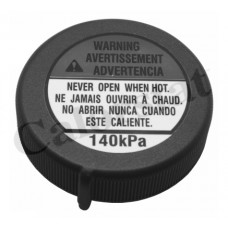 WARNING
AVERTISSEMENT
ADVERTENCIA
NEVER OPEN WHEN HOT.
NE JAMAIS OUVRIR À CHAUD.
NO ABRIR NUNCA CUANDO
ESTE CALIENTE.
140kPa